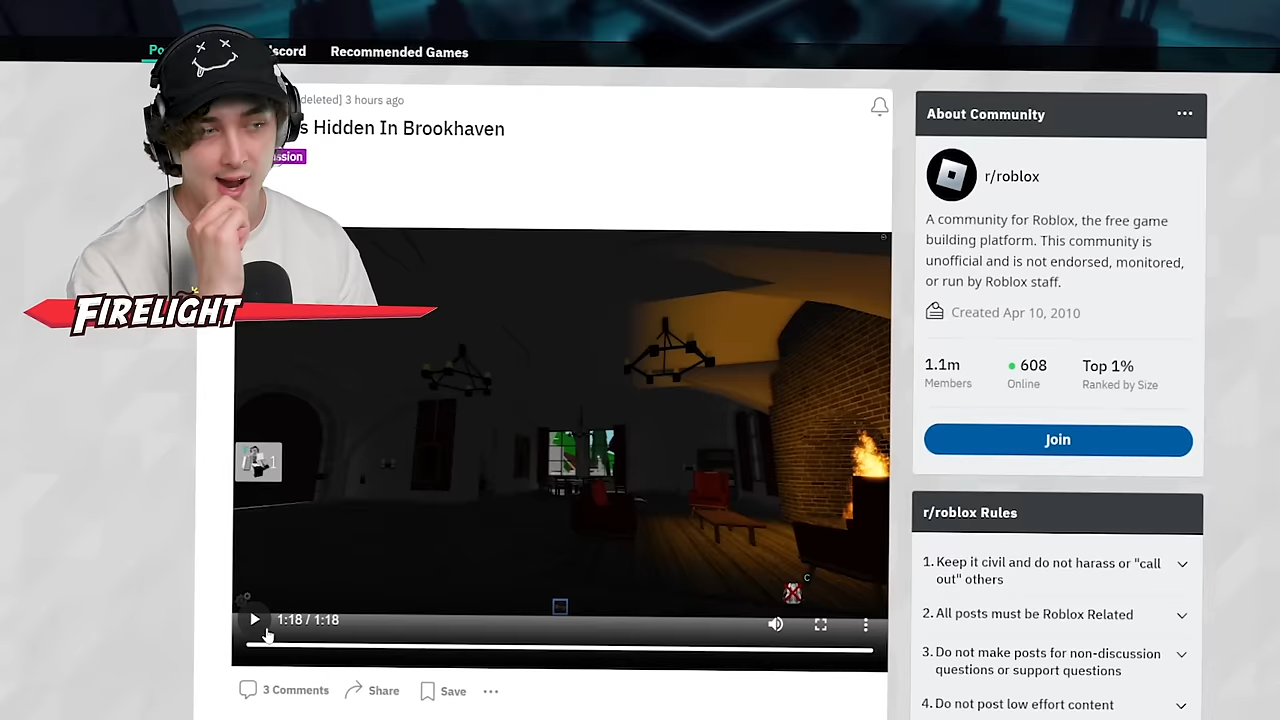 Recommended Games
deleted] 3 hours ago
s Hidden In Brookhaven
FIRELIGHT
1:18 / 1:18
C
3 Comments
Share
Save
About Community
r/roblox
A community for Roblox, the free game
building platform. This community is
unofficial and is not endorsed, monitored,
or run by Roblox staff.
Created Apr 10, 2010
1.1m
608
Top 1%
Members
Online
Ranked by Size
Join
r/roblox Rules
1. Keep it civil and do not harass or "call
out" others
2. All posts must be Roblox Related
3. Do not make posts for non-discussion
questions or support questions
4. Do not post low effort content